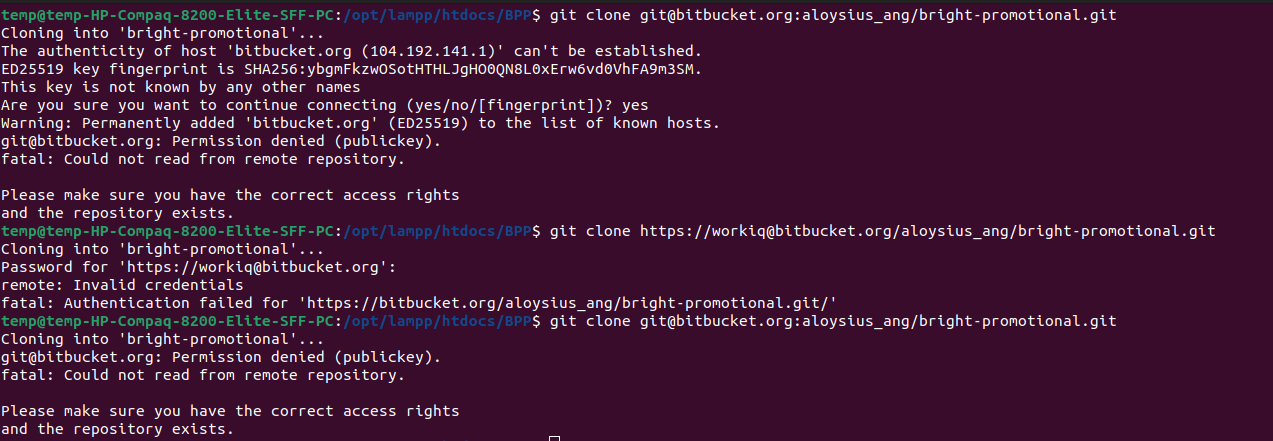 temp@temp-HP-Compaq-8200-Elite-SFF-PC:/opt/lampp/htdocs/BPP$ git clone git@bitbucket.org:aloysius_ang/bright-promotional.git
Cloning into 'bright-promotional'...
The authenticity of host 'bitbucket.org (104.192.141.1)' can't be established.
ED25519 key fingerprint is SHA256:ybgmFkzwOSotHTHLJgHO0QN8L0xErw6vd0VhFA9m3SM.
This key is not known by any other names
Are you sure you want to continue connecting (yes/no/[fingerprint])? yes
Warning: Permanently added 'bitbucket.org' (ED25519) to the list of known hosts.
git@bitbucket.org: Permission denied (publickey).
fatal: Could not read from remote repository.

Please make sure you have the correct access rights
and the repository exists.
temp@temp-HP-Compaq-8200-Elite-SFF-PC:/opt/lampp/htdocs/BPP$ git clone https://workiq@bitbucket.org/aloysius_ang/bright-promotional.git
Cloning into 'bright-promotional'...
Password for 'https://workiq@bitbucket.org':
remote: Invalid credentials
fatal: Authentication failed for 'https://bitbucket.org/aloysius_ang/bright-promotional.git/'
temp@temp-HP-Compaq-8200-Elite-SFF-PC:/opt/lampp/htdocs/BPP$ git clone git@bitbucket.org:aloysius_ang/bright-promotional.git
Cloning into 'bright-promotional'...
git@bitbucket.org: Permission denied (publickey).
fatal: Could not read from remote repository.

Please make sure you have the correct access rights
and the repository exists.